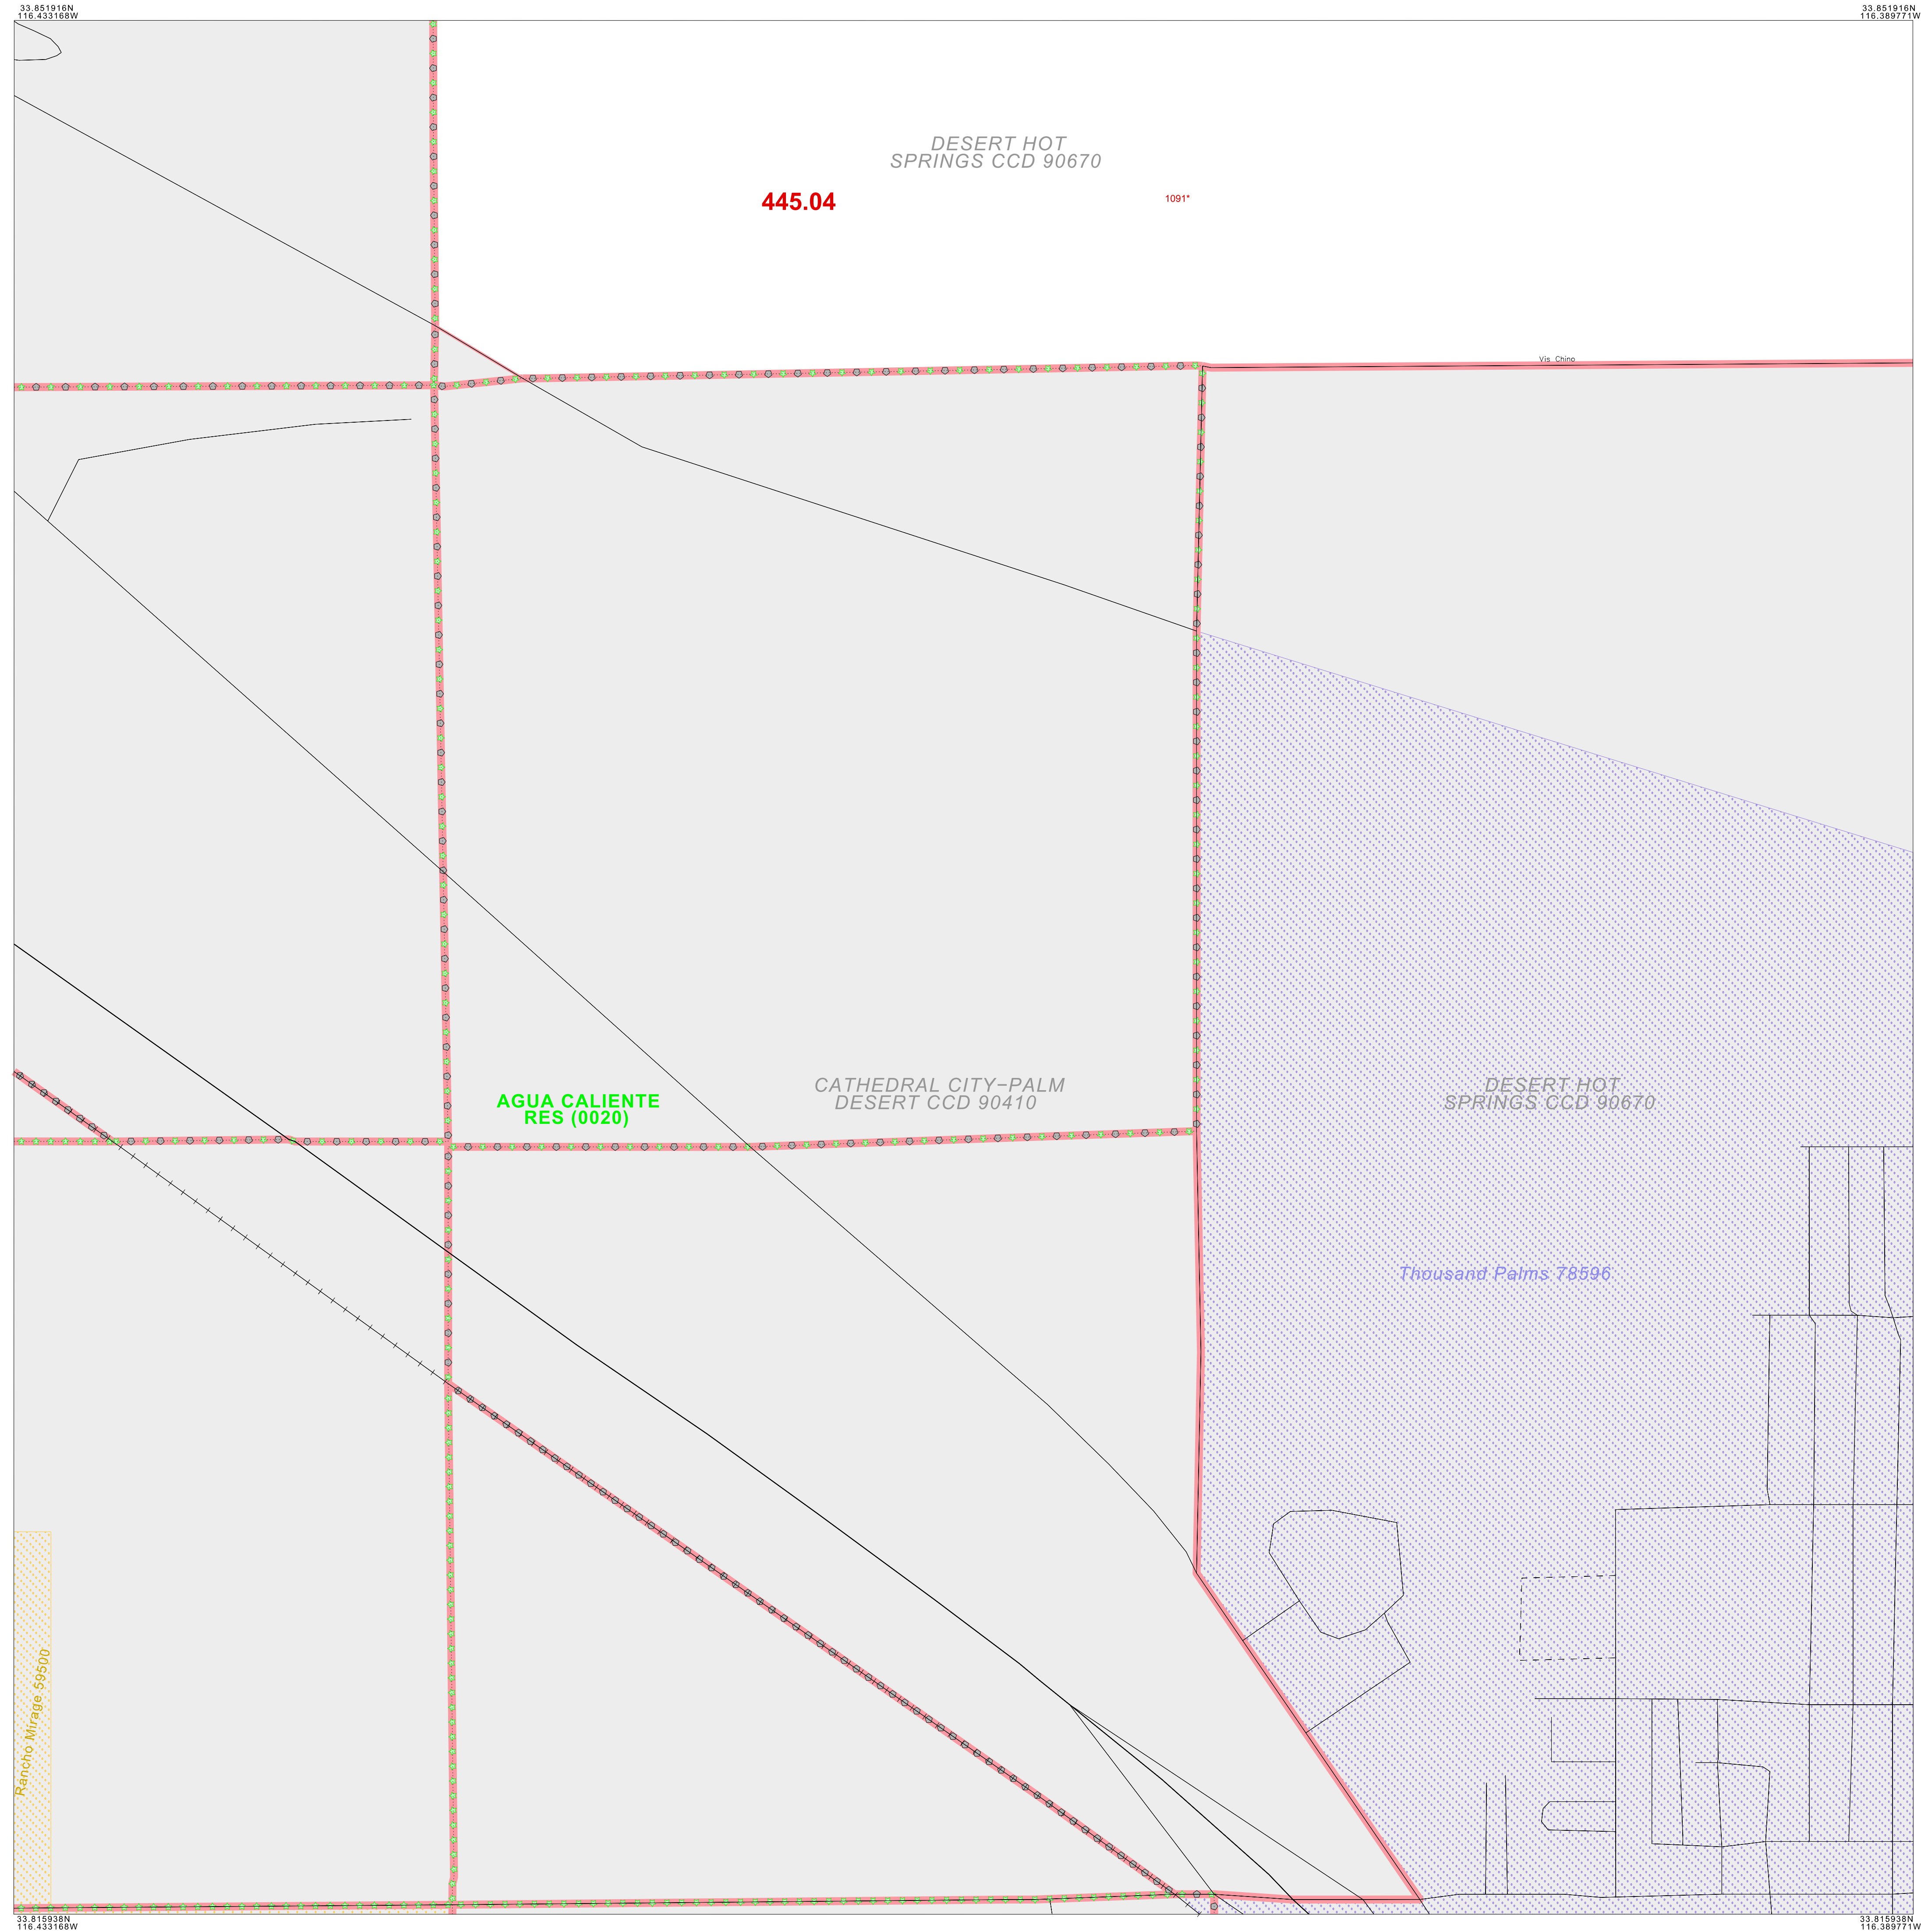 33.851916N
116.433168W
33.851916N
116.389771W
DESERT HOT
SPRINGS CCD 90670
445.04
1091*
Vis Chino
AGUA CALIENTE
RES (0020)
CATHEDRAL CITY-PALM
DESERT CCD 90410
DESERT HOT
SPRINGS CCD 90670
Thousand Palms 78596
Rancho Mirage 59500
33.815938N
116.433168W
33.815938N
116.389771W